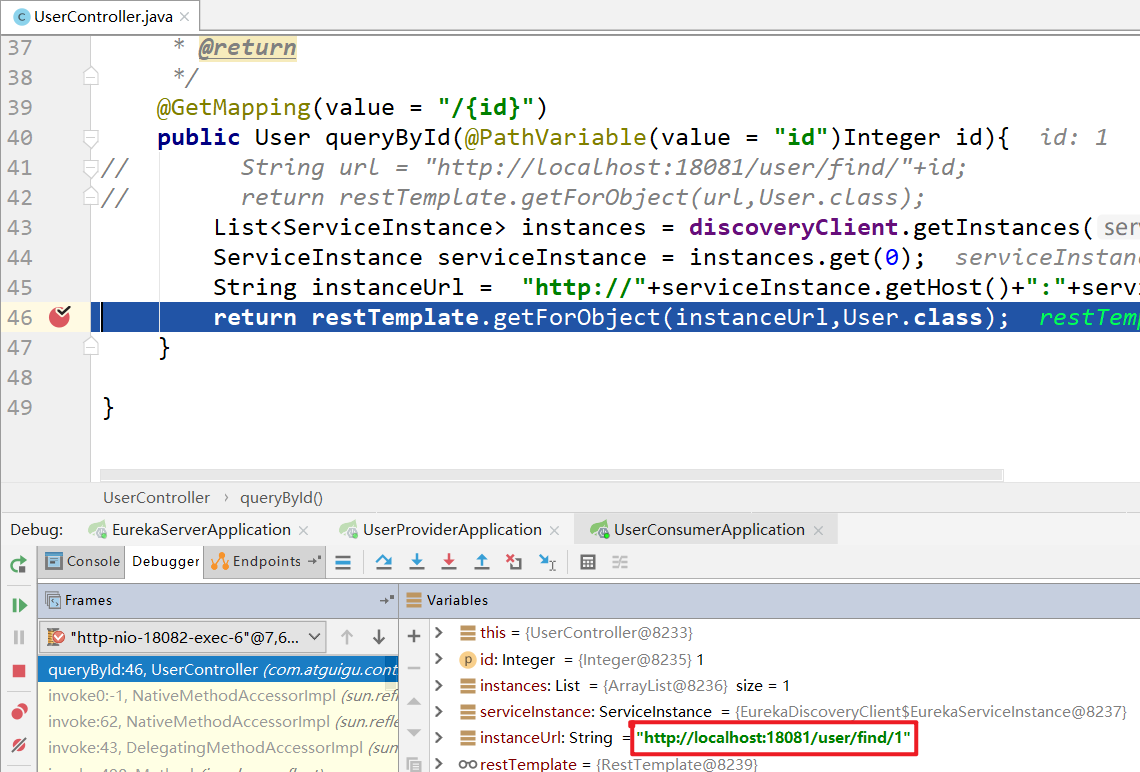 UserController.java
37 * @return
38 */
39 @GetMapping(value = "/{id}")
40 public User queryById(@PathVariable(value = "id")Integer id){ id: 1
41 // String url = "http://localhost:18081/user/find/"+id;
42 // return restTemplate.getForObject(url,User.class);
43 List<ServiceInstance> instances = discoveryClient.getInstances( ser
44 ServiceInstance serviceInstance = instances.get(0); serviceInstanc
45 String instanceUrl = "http://"+serviceInstance.getHost()+":"+servi
46 return restTemplate.getForObject(instanceUrl,User.class); restTemp
47 }
48
49 }
UserController › queryById()
Debug: EurekaServerApplication UserProviderApplication UserConsumerApplication
Console Debugger Endpoints
Frames Variables
"http-nio-18082-exec-6"@7,6...
this = {UserController@8233}
id: Integer = {Integer@8235} 1
queryById:46, UserController (com.atguigu.cont
instances: List = {ArrayList@8236} size = 1
invoke0:-1, NativeMethodAccessorImpl (sun.refle
serviceInstance: ServiceInstance = {EurekaDiscoveryClient$EurekaServiceInstance@8237}
invoke:62, NativeMethodAccessorImpl (sun.refle
instanceUrl: String = "http://localhost:18081/user/find/1"
invoke:43, DelegatingMethodAccessorImpl (sun
restTemplate = {RestTemplate@8239}